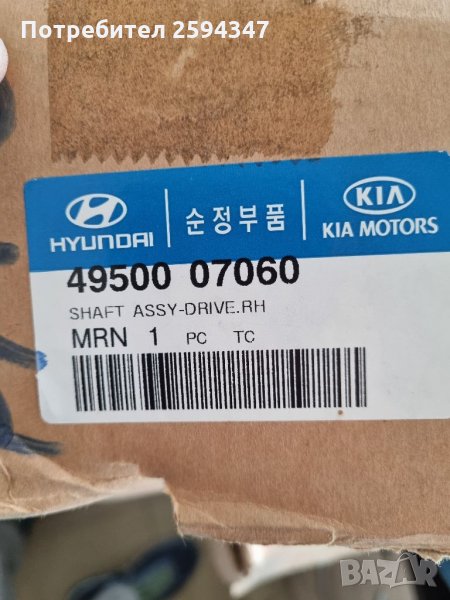 Потребител 2594347
HYUNDAI
순정부품
KIA
KIA MOTORS
49500 07060
SHAFT ASSY-DRIVE.RH
MRN 1 PC TC
BAZAR